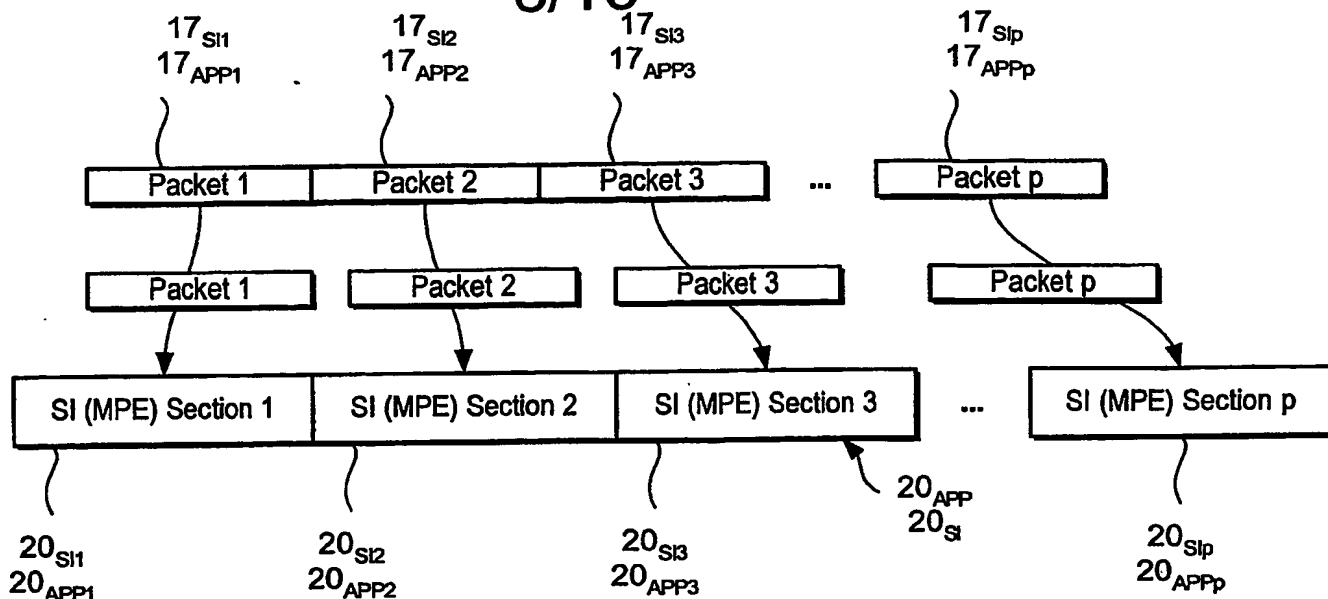 17SI1 17SI2 17SI3 17SIp
17APP1 17APP2 17APP3 17APPp
Packet 1 Packet 2 Packet 3 ... Packet p
Packet 1 Packet 2 Packet 3 Packet p
SI (MPE) Section 1 SI (MPE) Section 2 SI (MPE) Section 3 ... SI (MPE) Section p
20APP
20SI
20SI1 20SI2 20SI3 20SIp
20APP1 20APP2 20APP3 20APPp